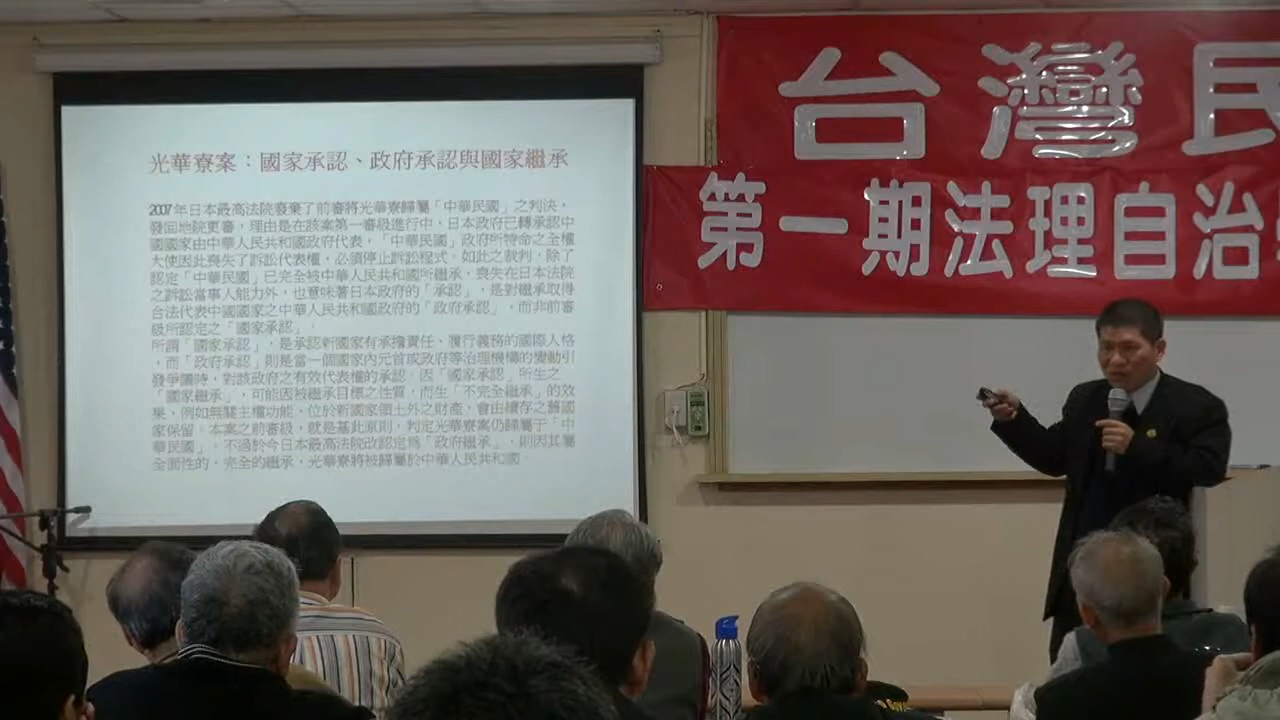 光華寮案：國家承認、政府承認與國家繼承
2007年日本最高法院廢棄了前審將光華寮歸屬「中華民國」之判決，
發回地院更審，理由是在該案第一審級進行中，日本政府已轉承認中
國國家由中華人民共和國政府代表，「中華民國」政府所特命之全權
大使因此喪失了訴訟代表權，必須停止訴訟程式。如此之裁判，除了
認定「中華民國」已完全被中華人民共和國所繼承，喪失在日本法院
之訴訟當事人能力外，也意味著日本政府的「承認」，是對繼承取得
合法代表中國國家之中華人民共和國政府的「政府承認」，而非前審
級所認定之「國家承認」。
所謂「國家承認」，是承認新國家有承擔責任、履行義務的國際人格
，而「政府承認」則是當一個國家內元首或政府等治理機構的變動引
發爭議時，對該政府之有效代表權的承認。因「國家承認」所生之
「國家繼承」，可能因被繼承目標之性質，而生「不完全繼承」的效
果，例如無關主權功能、位於新國家領土外之財產，會由續存之舊國
家保留。本案之前審級，就是基此原則，判定光華寮案仍歸屬于「中
華民國」。不過於今日本最高法院改認定為「政府繼承」，則因其屬
全面性的、完全的繼承，光華寮將被歸屬於中華人民共和國。
台灣民
第一期法理自治